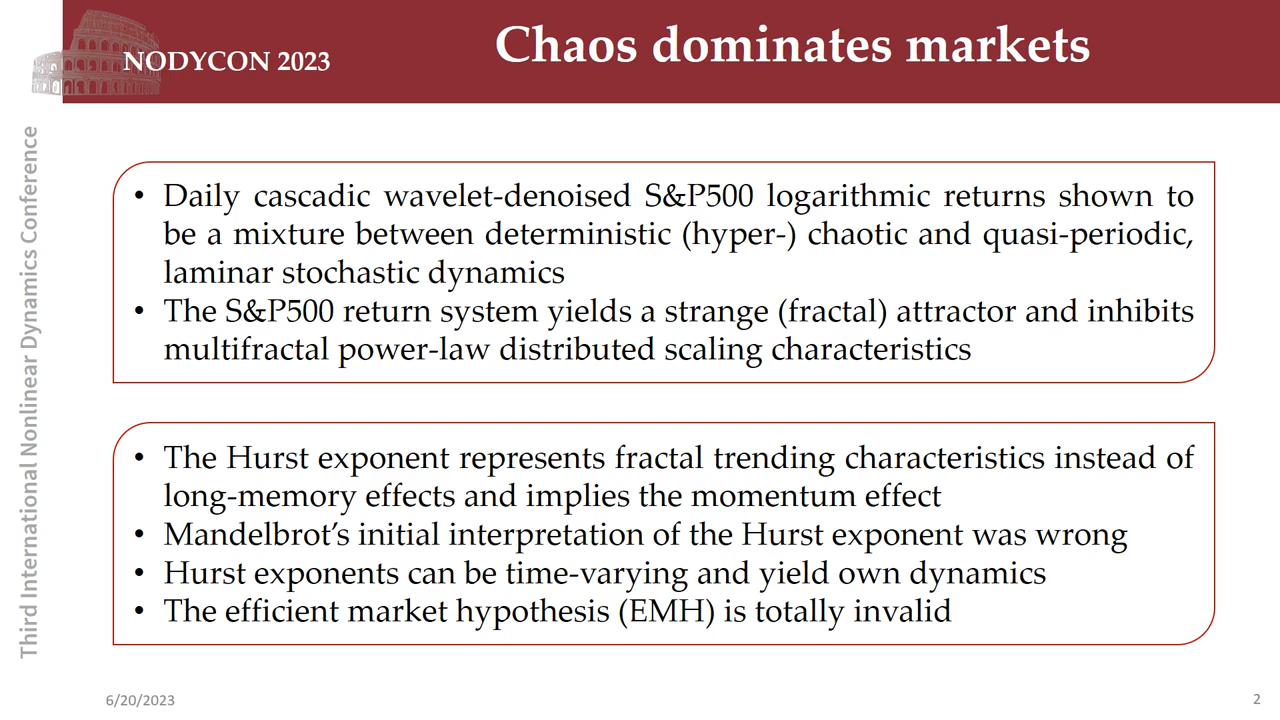 NODYCON 2023
Chaos dominates markets
Third International Nonlinear Dynamics Conference
• Daily cascadic wavelet-denoised S&P500 logarithmic returns shown to
be a mixture between deterministic (hyper-) chaotic and quasi-periodic,
laminar stochastic dynamics
• The S&P500 return system yields a strange (fractal) attractor and inhibits
multifractal power-law distributed scaling characteristics
• The Hurst exponent represents fractal trending characteristics instead of
long-memory effects and implies the momentum effect
• Mandelbrot's initial interpretation of the Hurst exponent was wrong
• Hurst exponents can be time-varying and yield own dynamics
• The efficient market hypothesis (EMH) is totally invalid
6/20/2023
2